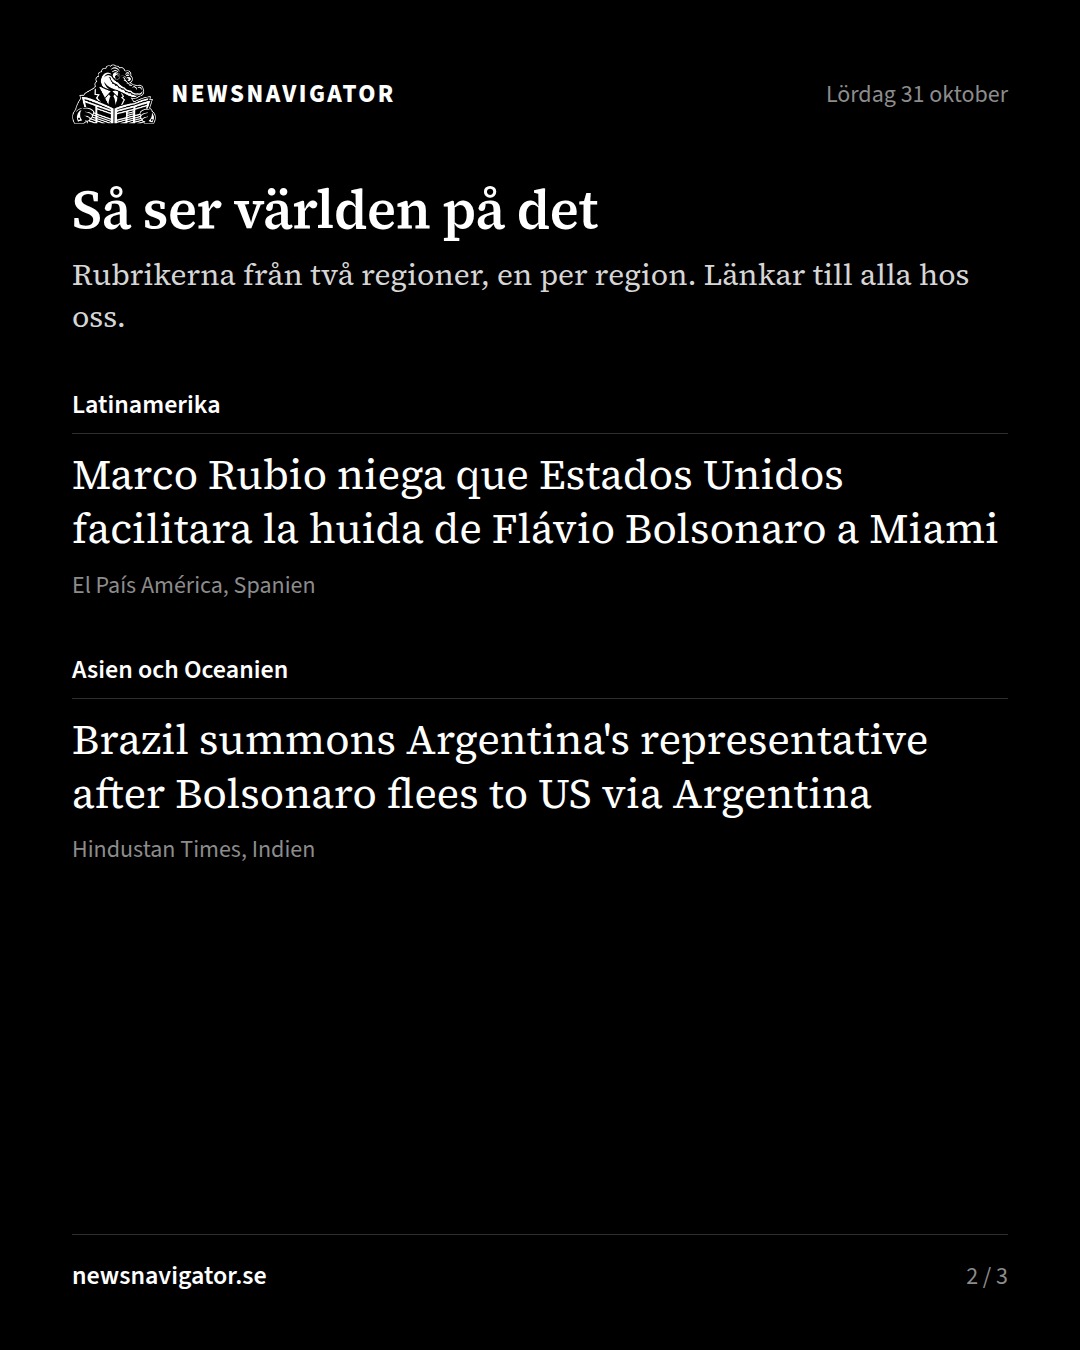 NEWSNAVIGATOR
Lördag 31 oktober
Så ser världen på det
Rubrikerna från två regioner, en per region. Länkar till alla hos
oss.
Latinamerika
Marco Rubio niega que Estados Unidos
facilitara la huida de Flávio Bolsonaro a Miami
El País América, Spanien
Asien och Oceanien
Brazil summons Argentina's representative
after Bolsonaro flees to US via Argentina
Hindustan Times, Indien
newsnavigator.se
2 / 3